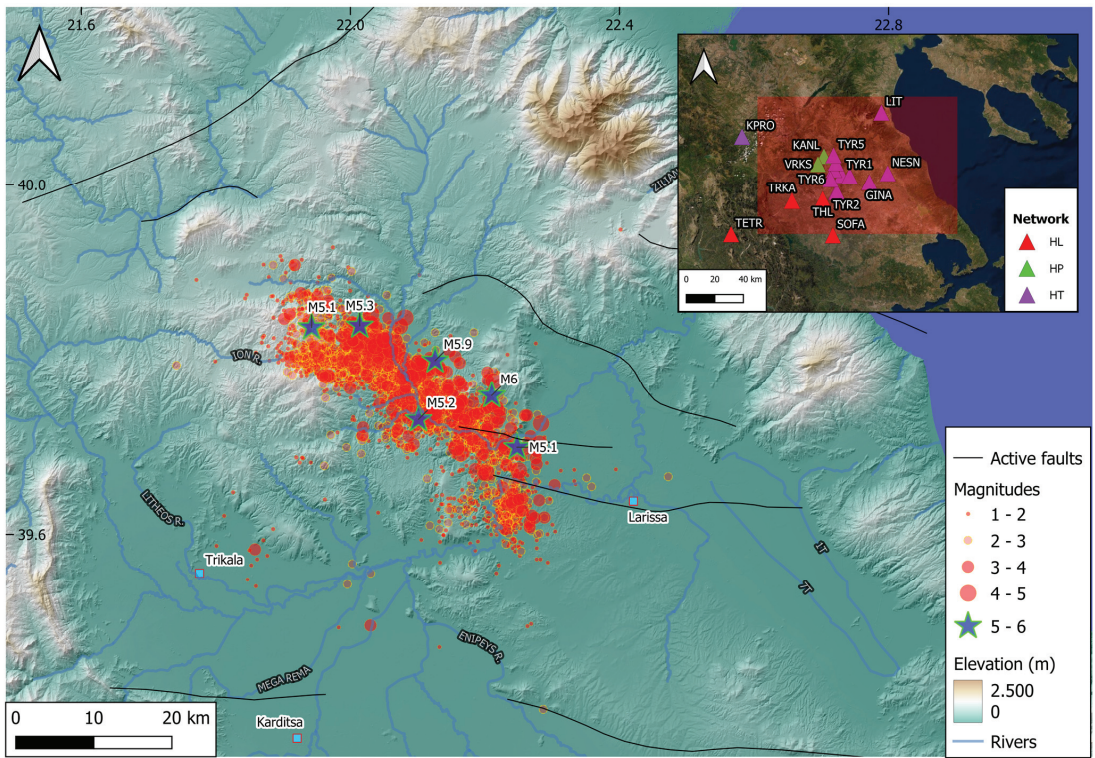 21.6
22.0
22.4
22.8
40.0
39.6
LIT
KPRO
KANL
TYR5
VRKS
TYR1
NESN
TYR6
GINA
TRKA
TYR2
THL
TETR
SOFA
0 20 40 km
Network
HL
HP
HT
ZILIAN
M5.1
M5.3
M5.9
M6
M5.2
M5.1
ION R.
LITHEOS R.
Trikala
Larissa
1T
7T
ENIPEYS R.
MEGA REMA
Karditsa
0 10 20 km
Active faults
Magnitudes
1 - 2
2 - 3
3 - 4
4 - 5
5 - 6
Elevation (m)
2.500
0
Rivers